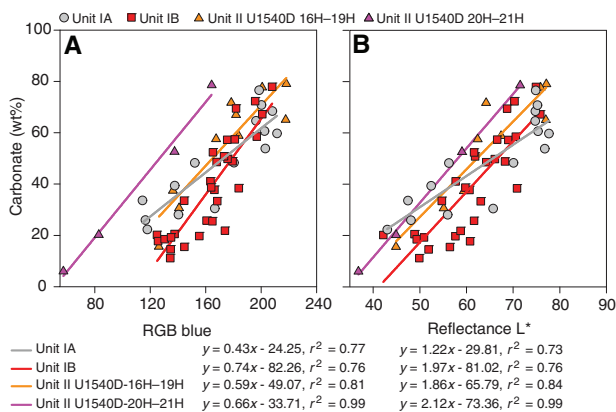 Unit IA Unit IB Unit II U1540D 16H–19H Unit II U1540D 20H–21H
A
B
Carbonate (wt%)
100
80
60
40
20
0
40 80 120 160 200 240
RGB blue
40 50 60 70 80 90
Reflectance L*
Unit IA y = 0.43x - 24.25, r² = 0.77 y = 1.22x - 29.81, r² = 0.73
Unit IB y = 0.74x - 82.26, r² = 0.76 y = 1.97x - 81.02, r² = 0.76
Unit II U1540D-16H–19H y = 0.59x - 49.07, r² = 0.81 y = 1.86x - 65.79, r² = 0.84
Unit II U1540D-20H–21H y = 0.66x - 33.71, r² = 0.99 y = 2.12x - 73.36, r² = 0.99